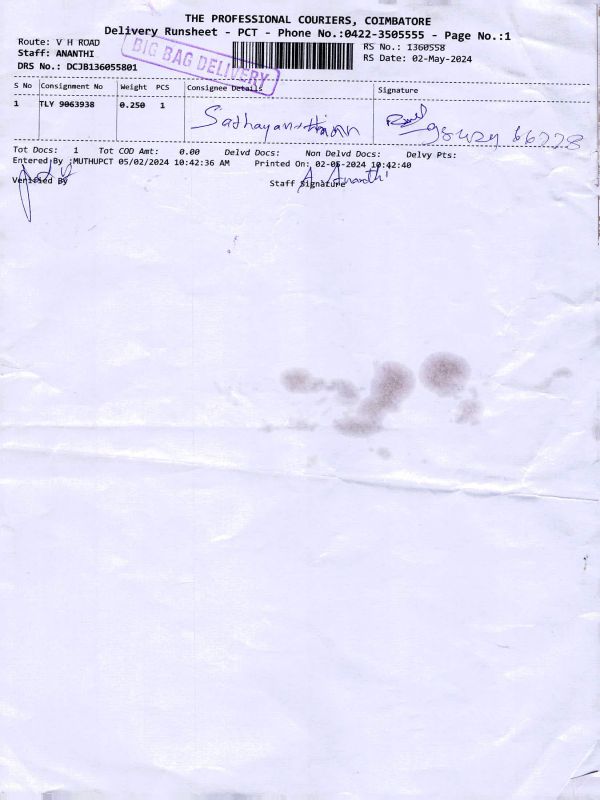 THE PROFESSIONAL COURIERS, COIMBATORE
Delivery Runsheet - PCT - Phone No.:0422-3505555 - Page No.:1
Route: V H ROAD
RS No.: 1360558
Staff: ANANTHI
RS Date: 02-May-2024
DRS No.: DCJB136055801
BIG BAG DELIVERY
S No Consignment No Weight PCS Consignee Details Signature
1 TLY 9063938 0.250 1
Tot Docs: 1 Tot COD Amt: 0.00 Delvd Docs: Non Delvd Docs: Delvy Pts:
Entered By :MUTHUPCT 05/02/2024 10:42:36 AM Printed On: 02-05-2024 10:42:40
Verified By Staff Signature
A. Ananthi